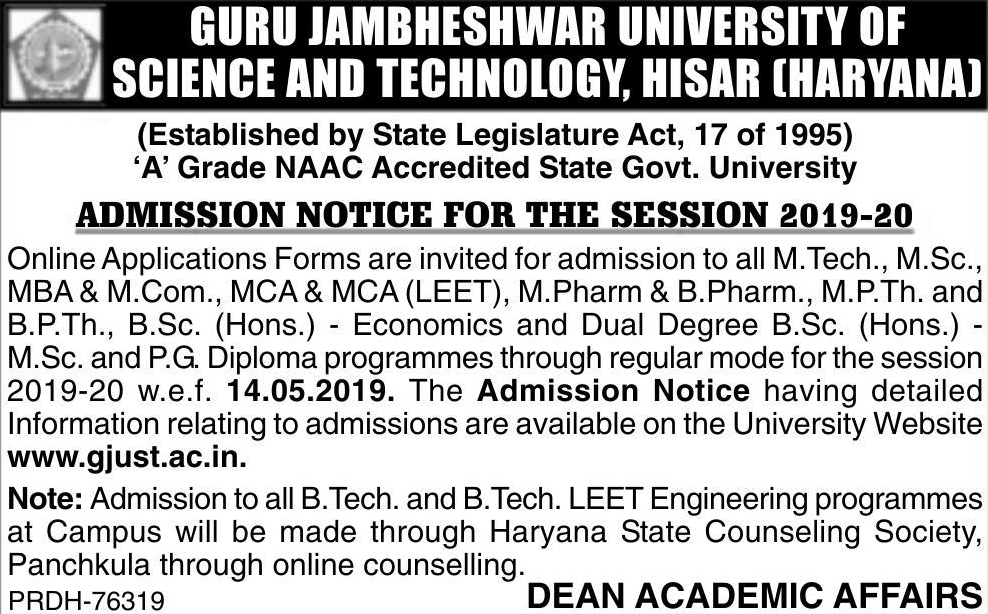 GURU JAMBHESHWAR UNIVERSITY OF
SCIENCE AND TECHNOLOGY, HISAR (HARYANA)
(Established by State Legislature Act, 17 of 1995)
‘A’ Grade NAAC Accredited State Govt. University
ADMISSION NOTICE FOR THE SESSION 2019-20
Online Applications Forms are invited for admission to all M.Tech., M.Sc.,
MBA & M.Com., MCA & MCA (LEET), M.Pharm & B.Pharm., M.P.Th. and
B.P.Th., B.Sc. (Hons.) - Economics and Dual Degree B.Sc. (Hons.) -
M.Sc. and P.G. Diploma programmes through regular mode for the session
2019-20 w.e.f. 14.05.2019. The Admission Notice having detailed
Information relating to admissions are available on the University Website
www.gjust.ac.in.
Note: Admission to all B.Tech. and B.Tech. LEET Engineering programmes
at Campus will be made through Haryana State Counseling Society,
Panchkula through online counselling.
PRDH-76319
DEAN ACADEMIC AFFAIRS